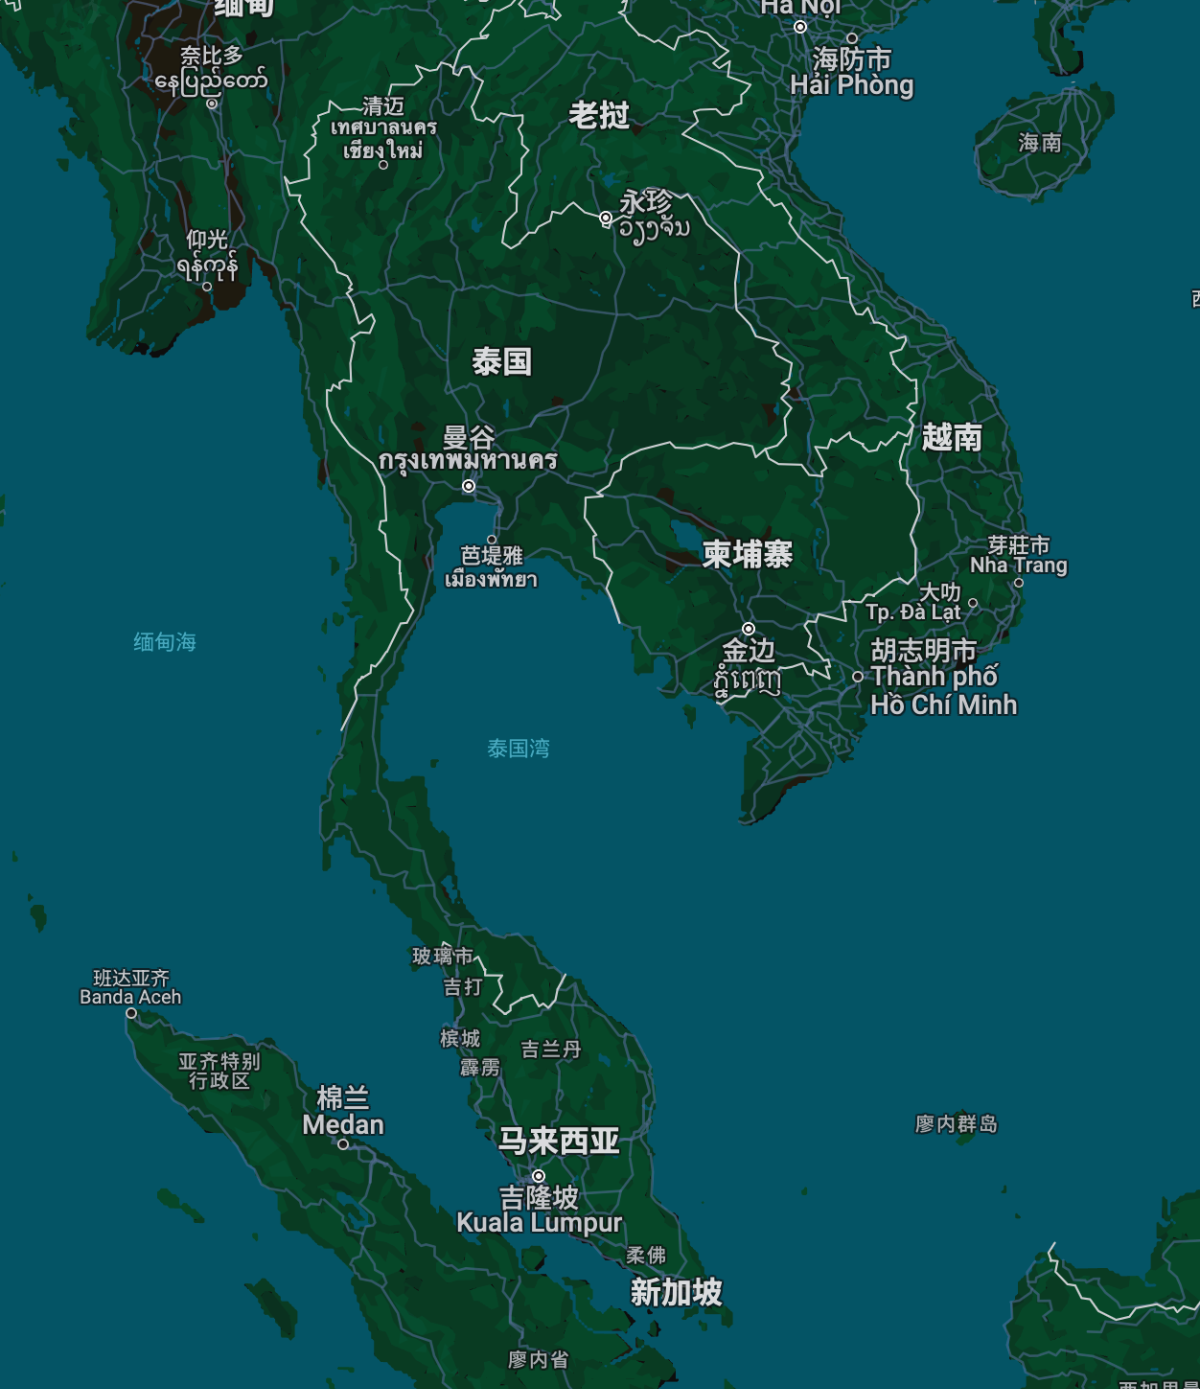 缅甸
Hà Nội
奈比多
နေပြည်တော်
海防市
Hải Phòng
清迈
เทศบาลนคร
เชียงใหม่
老挝
海南
永珍
ວຽງຈັນ
仰光
ရန်ကုန်
泰国
曼谷
กรุงเทพมหานคร
越南
芭堤雅
เมืองพัทยา
柬埔寨
芽莊市
Nha Trang
大叻
Tp. Đà Lạt
缅甸海
金边
ភ្នំពេញ
胡志明市
Thành phố
Hồ Chí Minh
泰国湾
玻璃市
班达亚齐
Banda Aceh
吉打
槟城
吉兰丹
霹雳
亚齐特别
行政区
棉兰
Medan
廖内群岛
马来西亚
吉隆坡
Kuala Lumpur
柔佛
新加坡
廖内省